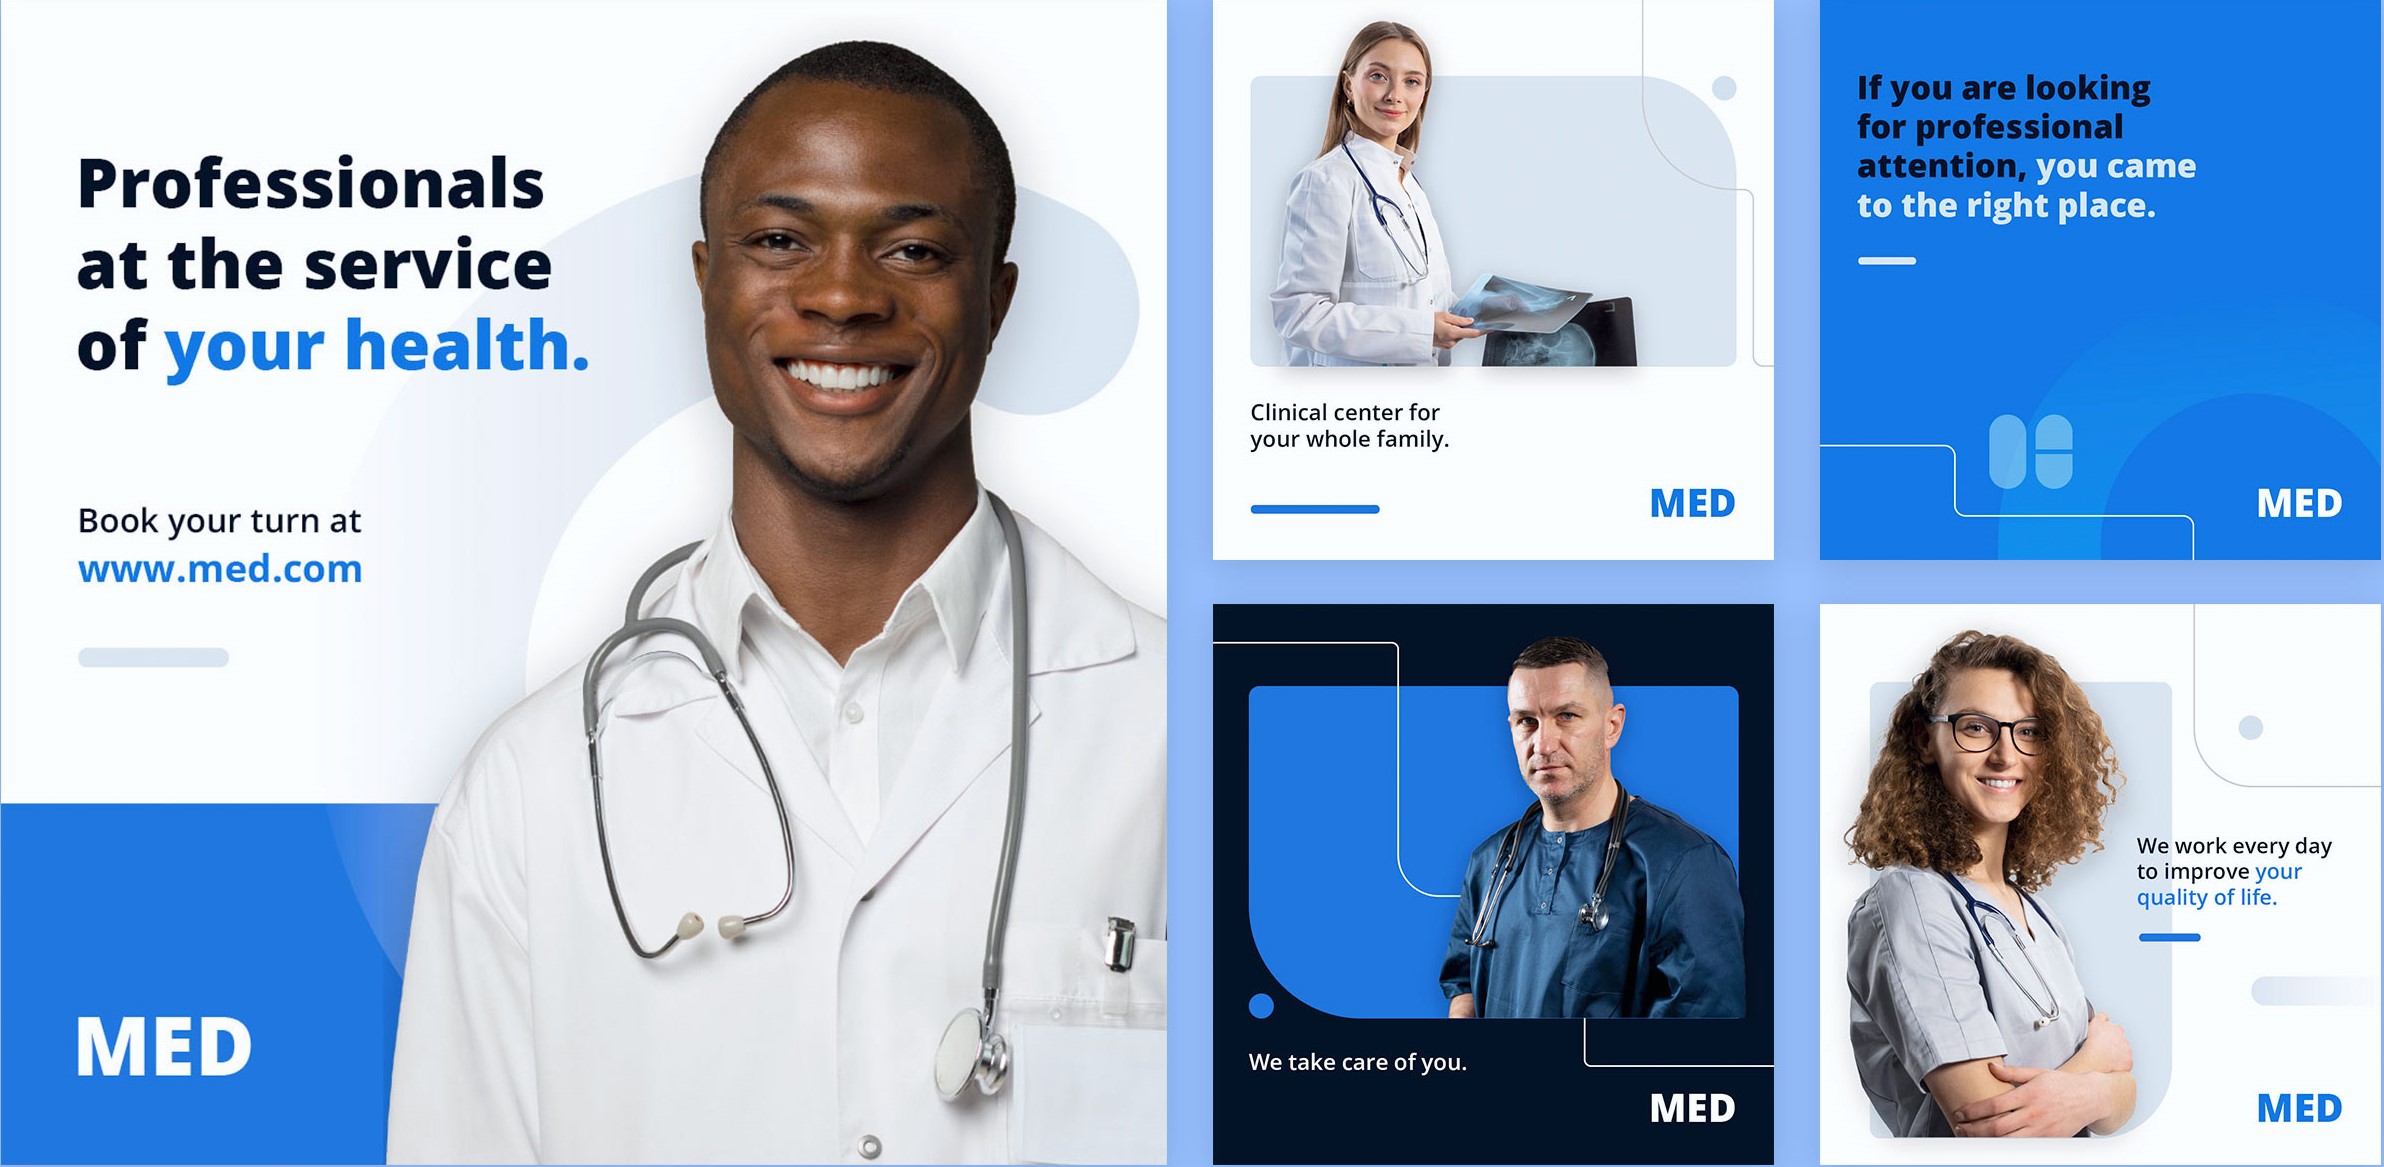 Professionals
at the service
of your health.
Book your turn at
www.med.com
MED
Clinical center for
your whole family.
MED
If you are looking
for professional
attention, you came
to the right place.
MED
We take care of you.
MED
We work every day
to improve your
quality of life.
MED